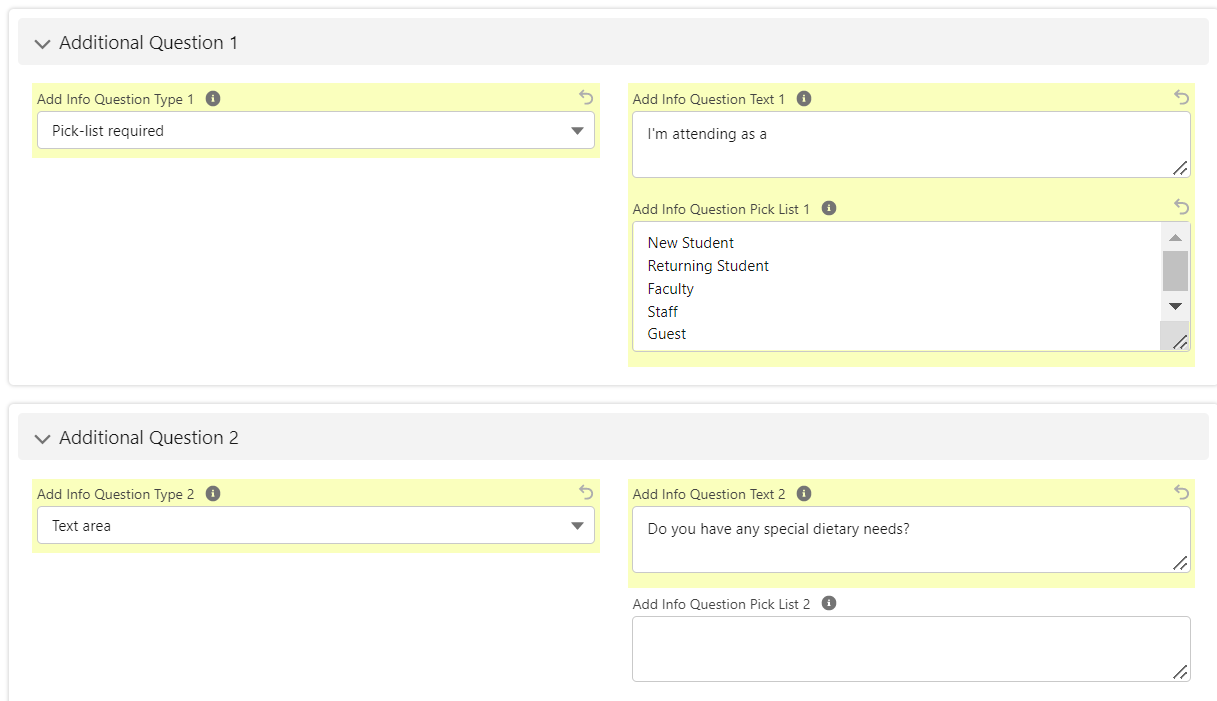 Additional Question 1
Add Info Question Type 1
Pick-list required
Add Info Question Text 1
I'm attending as a
Add Info Question Pick List 1
New Student
Returning Student
Faculty
Staff
Guest
Additional Question 2
Add Info Question Type 2
Text area
Add Info Question Text 2
Do you have any special dietary needs?
Add Info Question Pick List 2